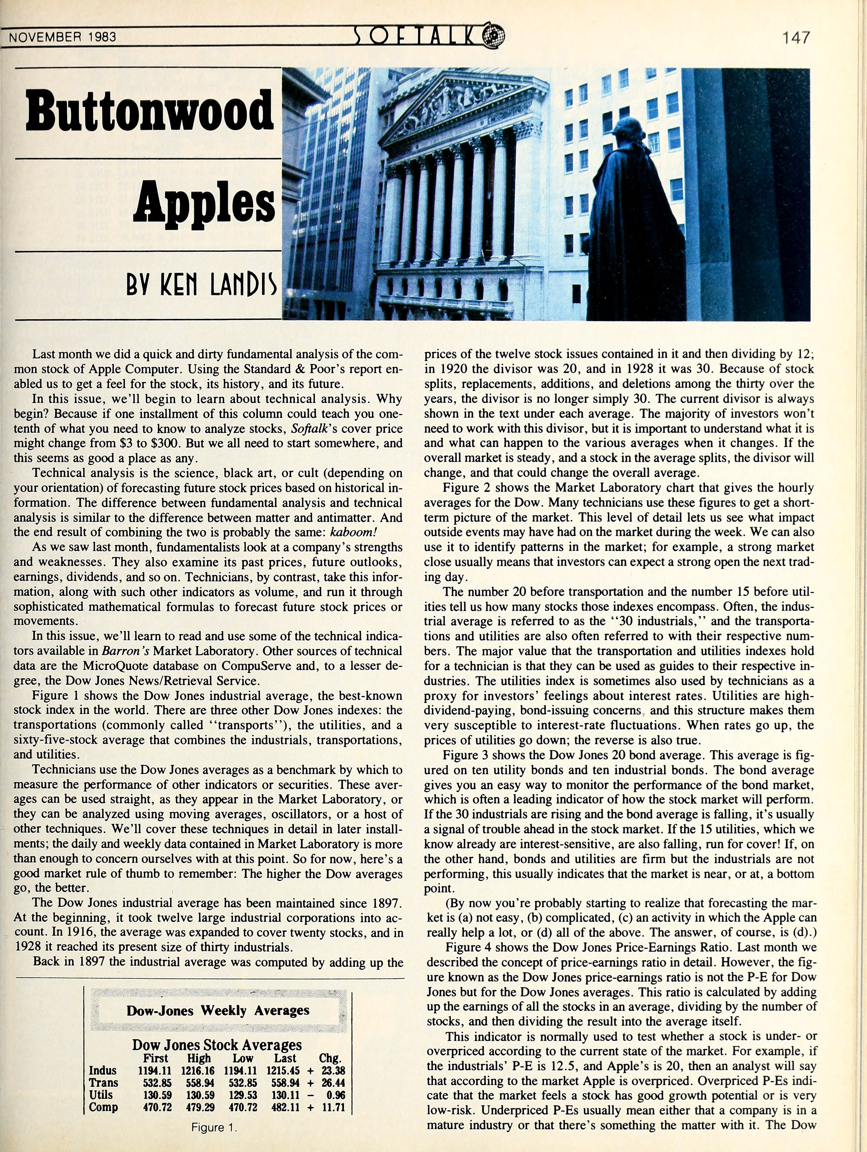 NOVEMBER 1983
SOFTALK
147
Buttonwood
Apples
BY KEN LANDIS
Last month we did a quick and dirty fundamental analysis of the com-
mon stock of Apple Computer. Using the Standard & Poor's report en-
abled us to get a feel for the stock, its history, and its future.
In this issue, we'll begin to learn about technical analysis. Why
begin? Because if one installment of this column could teach you one-
tenth of what you need to know to analyze stocks, Softalk's cover price
might change from $3 to $300. But we all need to start somewhere, and
this seems as good a place as any.
Technical analysis is the science, black art, or cult (depending on
your orientation) of forecasting future stock prices based on historical in-
formation. The difference between fundamental analysis and technical
analysis is similar to the difference between matter and antimatter. And
the end result of combining the two is probably the same: kaboom!
As we saw last month, fundamentalists look at a company's strengths
and weaknesses. They also examine its past prices, future outlooks,
earnings, dividends, and so on. Technicians, by contrast, take this infor-
mation, along with such other indicators as volume, and run it through
sophisticated mathematical formulas to forecast future stock prices or
movements.
In this issue, we'll learn to read and use some of the technical indica-
tors available in Barron's Market Laboratory. Other sources of technical
data are the MicroQuote database on CompuServe and, to a lesser de-
gree, the Dow Jones News/Retrieval Service.
Figure 1 shows the Dow Jones industrial average, the best-known
stock index in the world. There are three other Dow Jones indexes: the
transportations (commonly called "transports"), the utilities, and a
sixty-five-stock average that combines the industrials, transportations,
and utilities.
Technicians use the Dow Jones averages as a benchmark by which to
measure the performance of other indicators or securities. These aver-
ages can be used straight, as they appear in the Market Laboratory, or
they can be analyzed using moving averages, oscillators, or a host of
other techniques. We'll cover these techniques in detail in later install-
ments; the daily and weekly data contained in Market Laboratory is more
than enough to concern ourselves with at this point. So for now, here's a
good market rule of thumb to remember: The higher the Dow averages
go, the better.
The Dow Jones industrial average has been maintained since 1897.
At the beginning, it took twelve large industrial corporations into ac-
count. In 1916, the average was expanded to cover twenty stocks, and in
1928 it reached its present size of thirty industrials.
Back in 1897 the industrial average was computed by adding up the
Dow-Jones Weekly Averages
Dow Jones Stock Averages
First High Low Last Chg.
Indus 1194.11 1216.16 1194.11 1215.45 + 23.38
Trans 532.85 558.94 532.85 558.94 + 26.44
Utils 130.59 130.59 129.53 130.11 - 0.96
Comp 470.72 479.29 470.72 482.11 + 11.71
Figure 1.
prices of the twelve stock issues contained in it and then dividing by 12;
in 1920 the divisor was 20, and in 1928 it was 30. Because of stock
splits, replacements, additions, and deletions among the thirty over the
years, the divisor is no longer simply 30. The current divisor is always
shown in the text under each average. The majority of investors won't
need to work with this divisor, but it is important to understand what it is
and what can happen to the various averages when it changes. If the
overall market is steady, and a stock in the average splits, the divisor will
change, and that could change the overall average.
Figure 2 shows the Market Laboratory chart that gives the hourly
averages for the Dow. Many technicians use these figures to get a short-
term picture of the market. This level of detail lets us see what impact
outside events may have had on the market during the week. We can also
use it to identify patterns in the market; for example, a strong market
close usually means that investors can expect a strong open the next trad-
ing day.
The number 20 before transportation and the number 15 before util-
ities tell us how many stocks those indexes encompass. Often, the indus-
trial average is referred to as the "30 industrials," and the transporta-
tions and utilities are also often referred to with their respective num-
bers. The major value that the transportation and utilities indexes hold
for a technician is that they can be used as guides to their respective in-
dustries. The utilities index is sometimes also used by technicians as a
proxy for investors' feelings about interest rates. Utilities are high-
dividend-paying, bond-issuing concerns, and this structure makes them
very susceptible to interest-rate fluctuations. When rates go up, the
prices of utilities go down; the reverse is also true.
Figure 3 shows the Dow Jones 20 bond average. This average is fig-
ured on ten utility bonds and ten industrial bonds. The bond average
gives you an easy way to monitor the performance of the bond market,
which is often a leading indicator of how the stock market will perform.
If the 30 industrials are rising and the bond average is falling, it's usually
a signal of trouble ahead in the stock market. If the 15 utilities, which we
know already are interest-sensitive, are also falling, run for cover! If, on
the other hand, bonds and utilities are firm but the industrials are not
performing, this usually indicates that the market is near, or at, a bottom
point.
(By now you're probably starting to realize that forecasting the mar-
ket is (a) not easy, (b) complicated, (c) an activity in which the Apple can
really help a lot, or (d) all of the above. The answer, of course, is (d).)
Figure 4 shows the Dow Jones Price-Earnings Ratio. Last month we
described the concept of price-earnings ratio in detail. However, the fig-
ure known as the Dow Jones price-earnings ratio is not the P-E for Dow
Jones but for the Dow Jones averages. This ratio is calculated by adding
up the earnings of all the stocks in an average, dividing by the number of
stocks, and then dividing the result into the average itself.
This indicator is normally used to test whether a stock is under- or
overpriced according to the current state of the market. For example, if
the industrials' P-E is 12.5, and Apple's is 20, then an analyst will say
that according to the market Apple is overpriced. Overpriced P-Es indi-
cate that the market feels a stock has good growth potential or is very
low-risk. Underpriced P-Es usually mean either that a company is in a
mature industry or that there's something the matter with it. The Dow